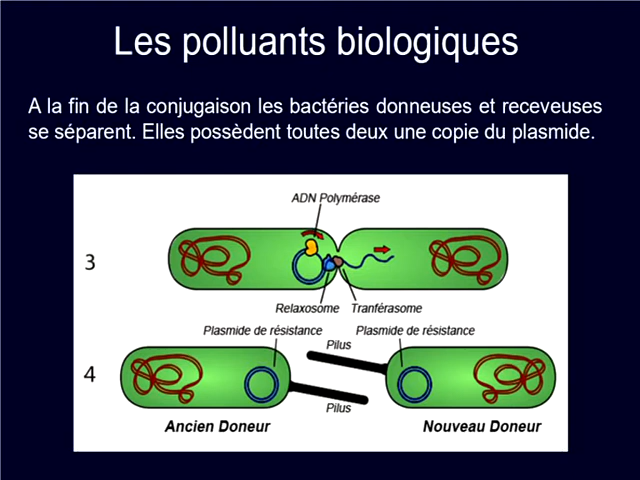 Les polluants biologiques
A la fin de la conjugaison les bactéries donneuses et receveuses
se séparent. Elles possèdent toutes deux une copie du plasmide.
ADN Polymérase
3
Relaxosome
Tranférasome
Plasmide de résistance
Plasmide de résistance
Pilus
4
Pilus
Ancien Doneur
Nouveau Doneur